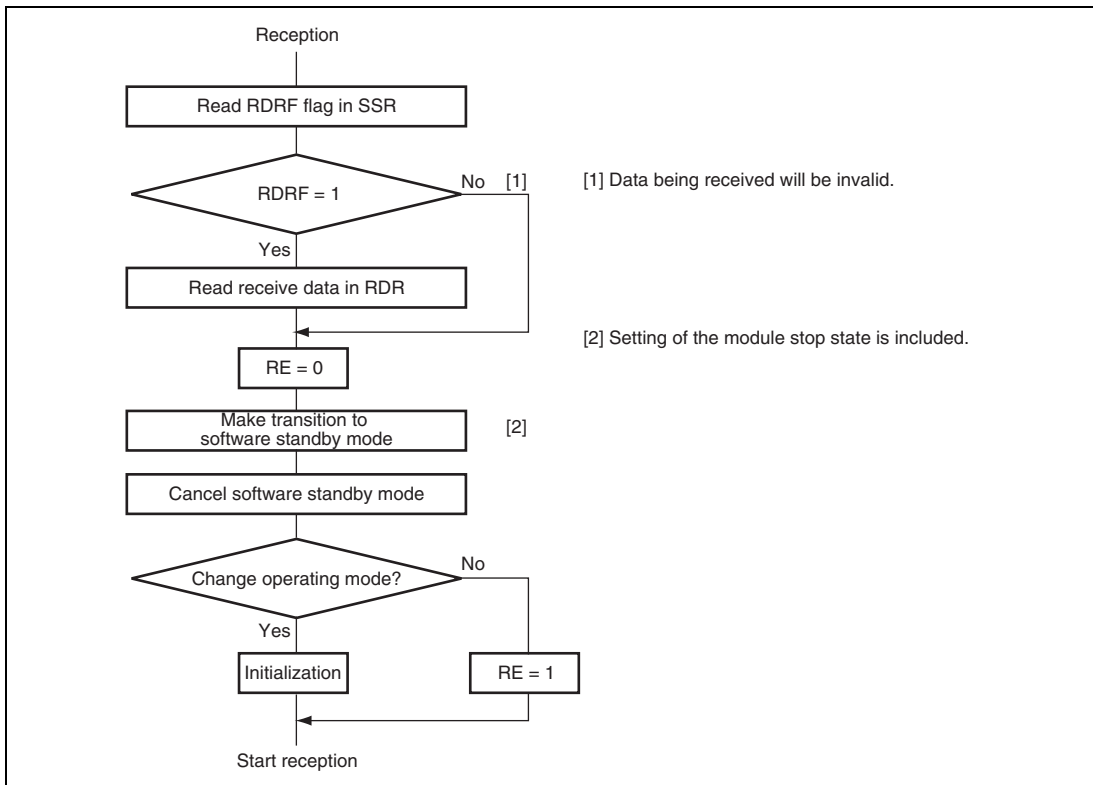 Reception
Read RDRF flag in SSR
RDRF = 1
No [1]
[1] Data being received will be invalid.
Yes
Read receive data in RDR
[2] Setting of the module stop state is included.
RE = 0
Make transition to
software standby mode
[2]
Cancel software standby mode
Change operating mode?
No
Yes
Initialization
RE = 1
Start reception